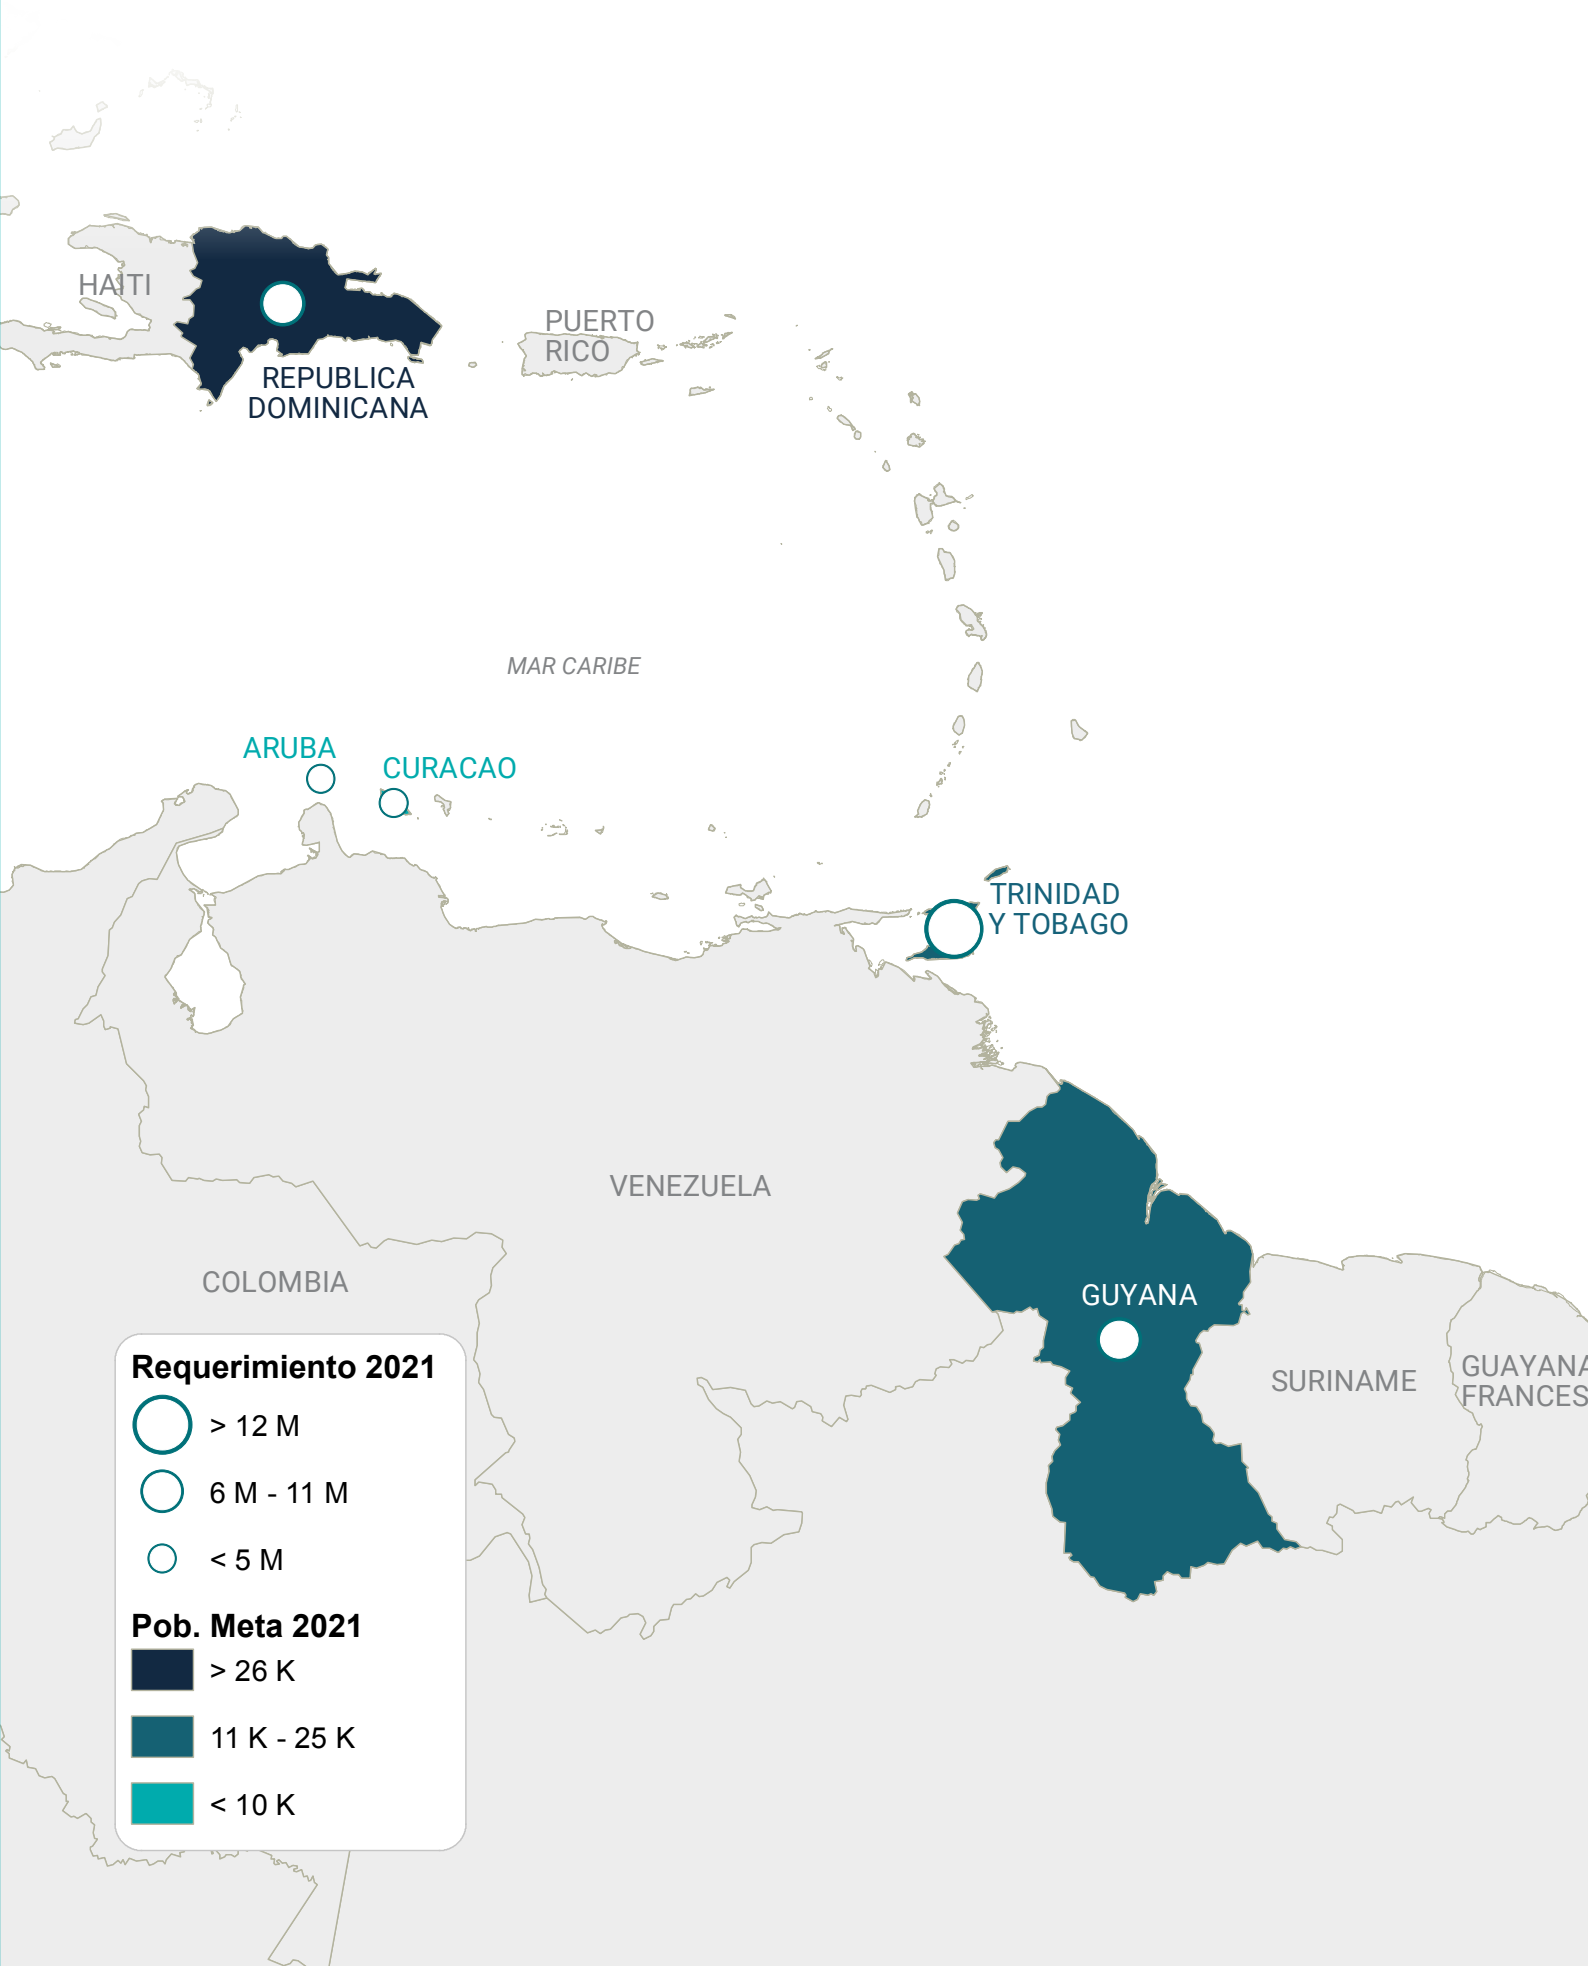 HAITI
REPUBLICA
DOMINICANA
PUERTO
RICO
MAR CARIBE
ARUBA
CURACAO
TRINIDAD
Y TOBAGO
VENEZUELA
COLOMBIA
GUYANA
SURINAME
GUAYANA
FRANCES
Requerimiento 2021
> 12 M
6 M - 11 M
< 5 M
Pob. Meta 2021
> 26 K
11 K - 25 K
< 10 K